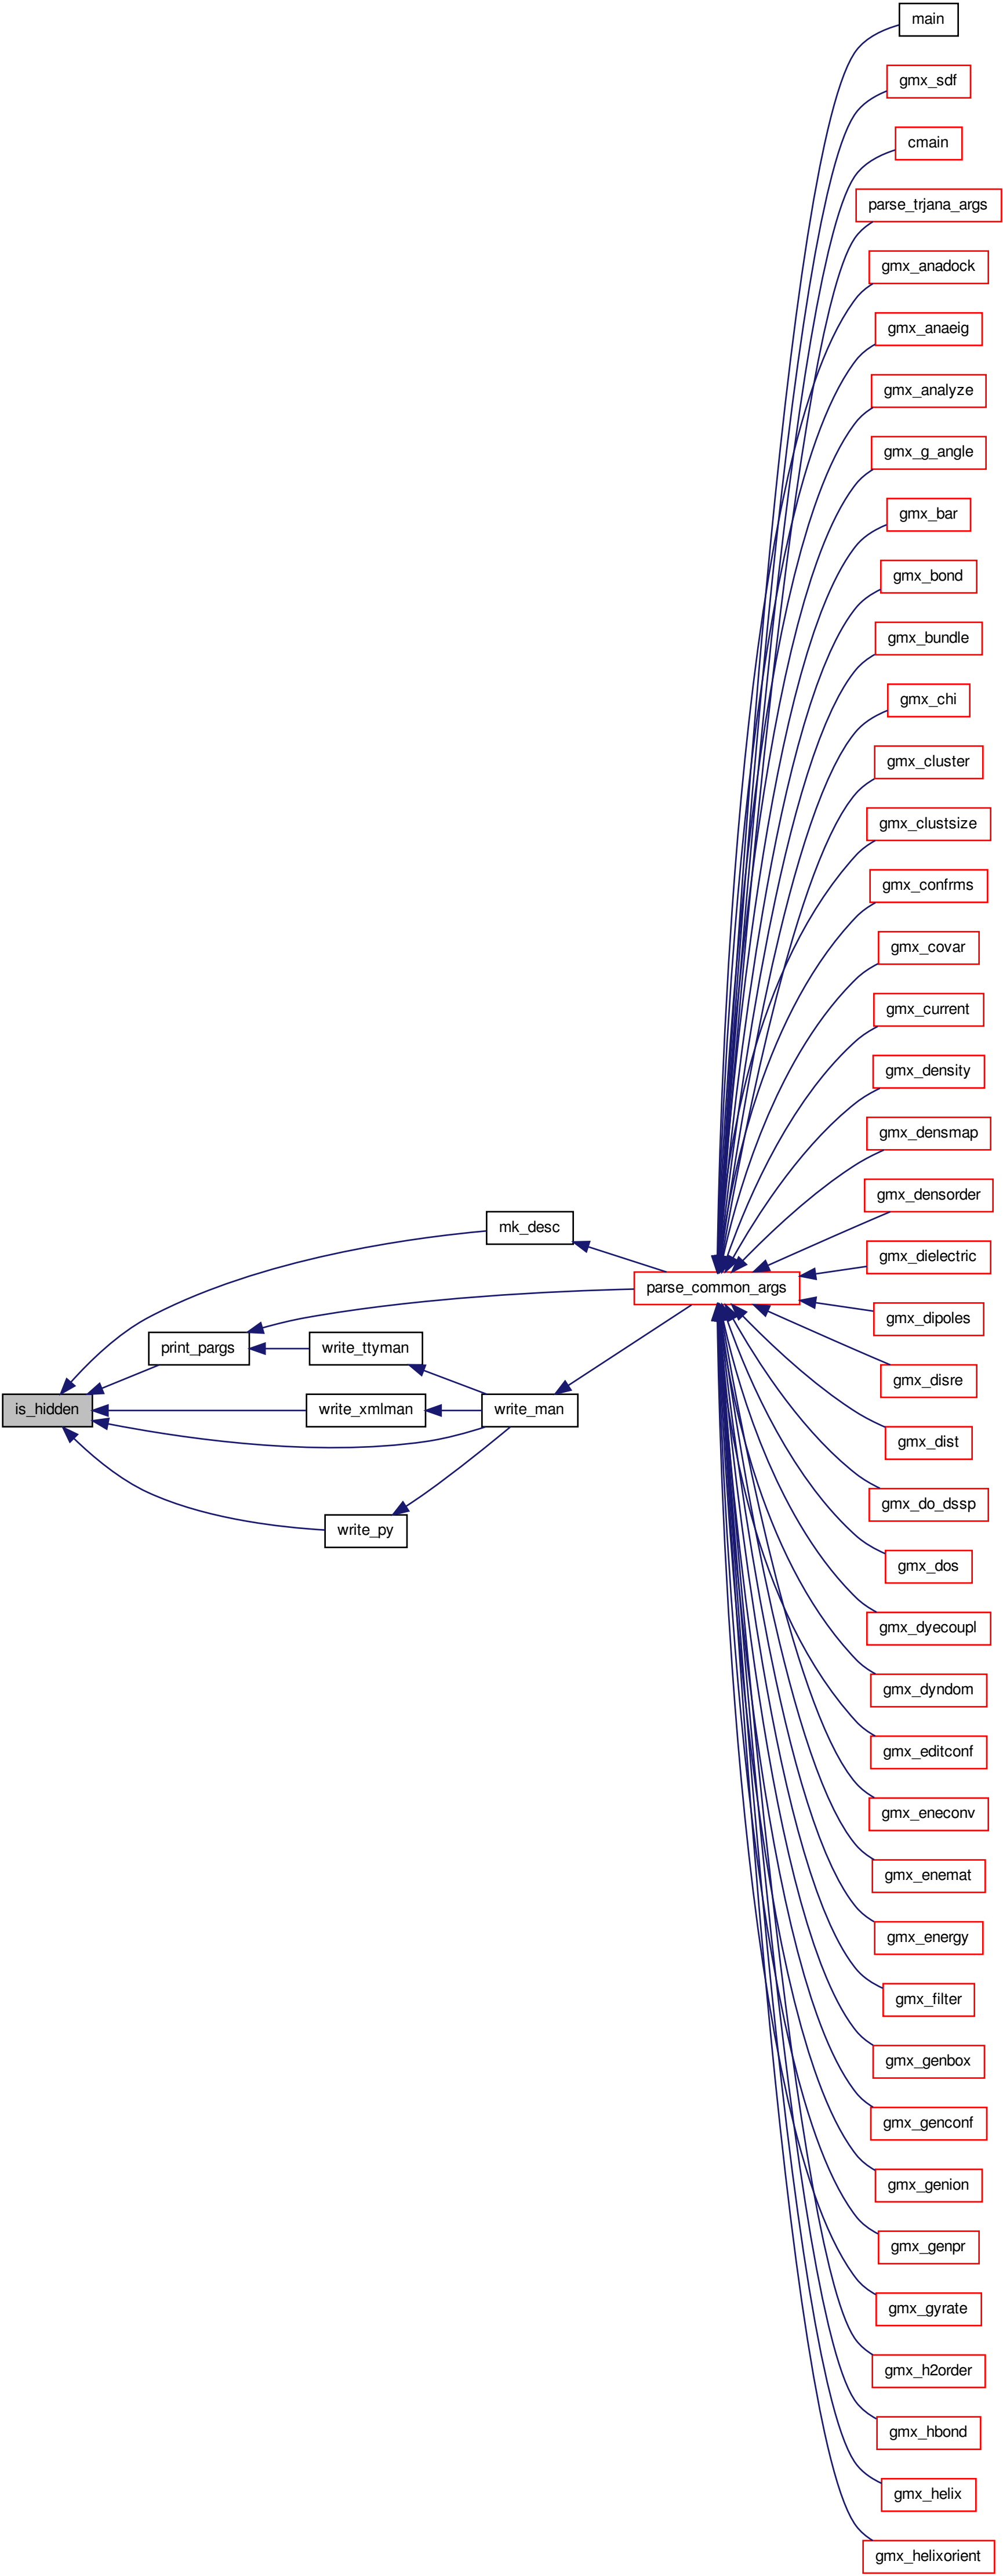 main
gmx_sdf
cmain
parse_trjana_args
gmx_anadock
gmx_anaeig
gmx_analyze
gmx_g_angle
gmx_bar
gmx_bond
gmx_bundle
gmx_chi
gmx_cluster
gmx_clustsize
gmx_confrms
gmx_covar
gmx_current
gmx_density
gmx_densmap
gmx_densorder
mk_desc
gmx_dielectric
parse_common_args
gmx_dipoles
print_pargs
write_ttyman
gmx_disre
is_hidden
write_xmlman
write_man
gmx_dist
gmx_do_dssp
write_py
gmx_dos
gmx_dyecoupl
gmx_dyndom
gmx_editconf
gmx_eneconv
gmx_enemat
gmx_energy
gmx_filter
gmx_genbox
gmx_genconf
gmx_genion
gmx_genpr
gmx_gyrate
gmx_h2order
gmx_hbond
gmx_helix
gmx_helixorient